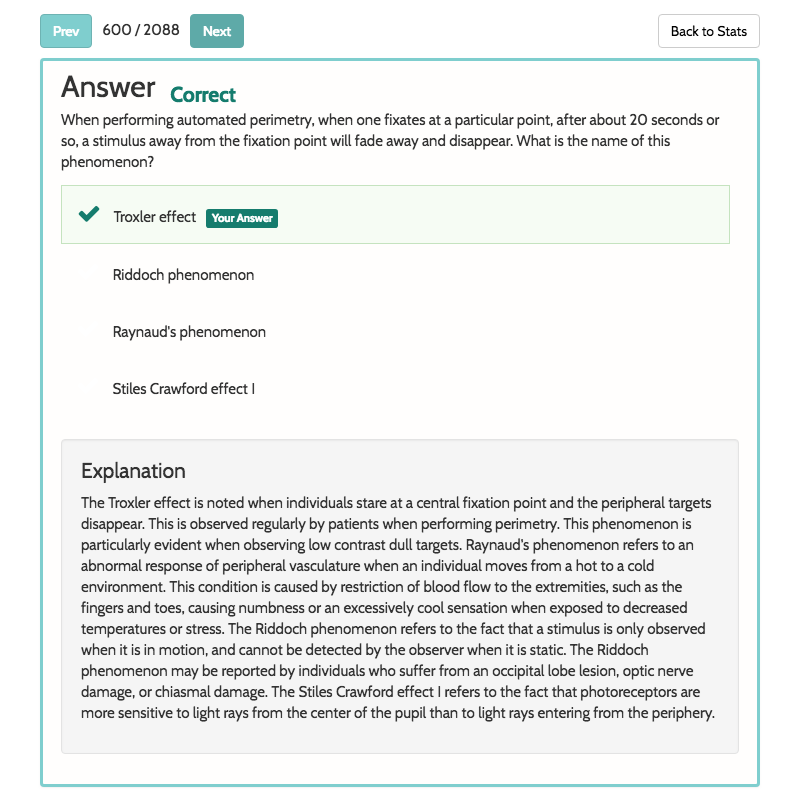 Prev 600 / 2088 Next Back to Stats
Answer Correct
When performing automated perimetry, when one fixates at a particular point, after about 20 seconds or
so, a stimulus away from the fixation point will fade away and disappear. What is the name of this
phenomenon?
Troxler effect Your Answer
Riddoch phenomenon
Raynaud's phenomenon
Stiles Crawford effect I
Explanation
The Troxler effect is noted when individuals stare at a central fixation point and the peripheral targets
disappear. This is observed regularly by patients when performing perimetry. This phenomenon is
particularly evident when observing low contrast dull targets. Raynaud's phenomenon refers to an
abnormal response of peripheral vasculature when an individual moves from a hot to a cold
environment. This condition is caused by restriction of blood flow to the extremities, such as the
fingers and toes, causing numbness or an excessively cool sensation when exposed to decreased
temperatures or stress. The Riddoch phenomenon refers to the fact that a stimulus is only observed
when it is in motion, and cannot be detected by the observer when it is static. The Riddoch
phenomenon may be reported by individuals who suffer from an occipital lobe lesion, optic nerve
damage, or chiasmal damage. The Stiles Crawford effect I refers to the fact that photoreceptors are
more sensitive to light rays from the center of the pupil than to light rays entering from the periphery.